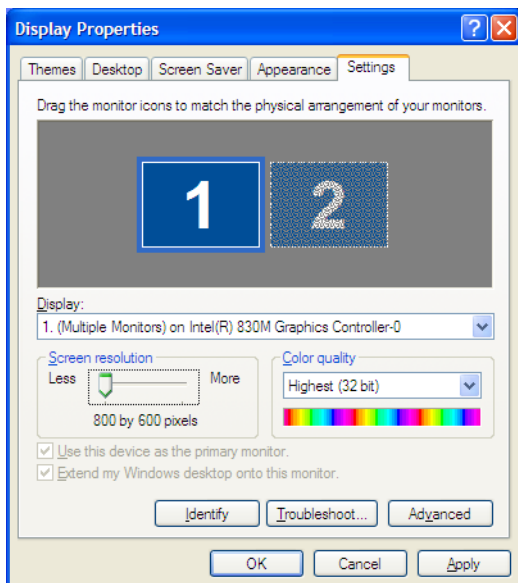 Display Properties
Themes Desktop Screen Saver Appearance Settings
Drag the monitor icons to match the physical arrangement of your monitors.
1 2
Display:
1. (Multiple Monitors) on Intel(R) 830M Graphics Controller-0
Screen resolution Color quality
Less More Highest (32 bit)
800 by 600 pixels
Use this device as the primary monitor.
Extend my Windows desktop onto this monitor.
Identify Troubleshoot... Advanced
OK Cancel Apply